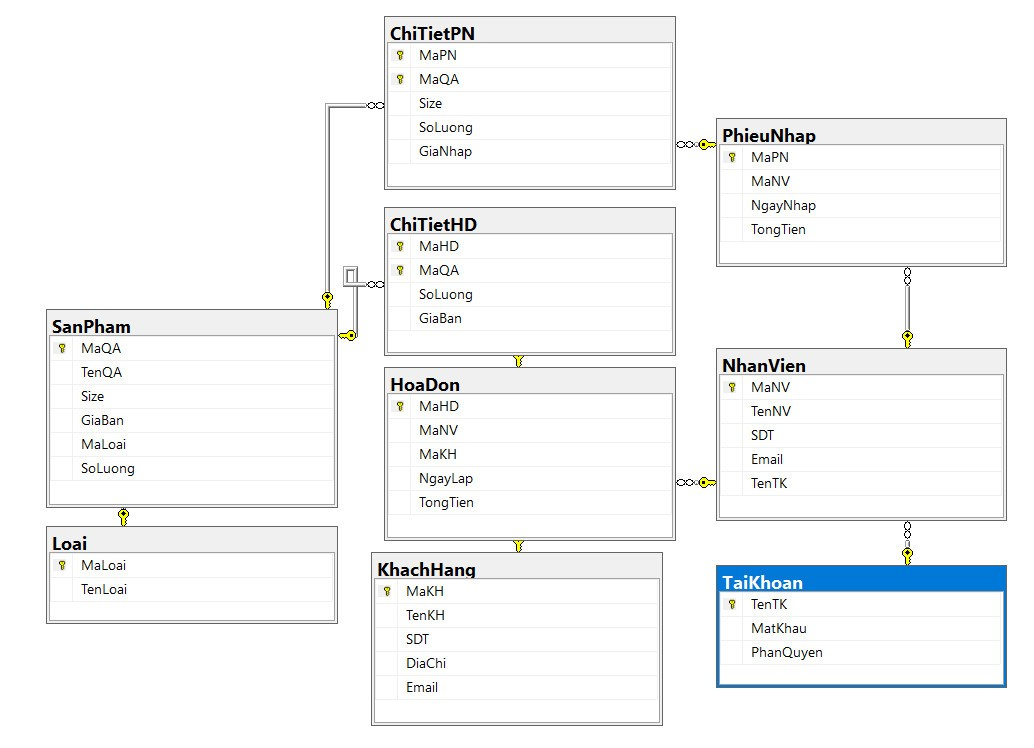 ChiTietPN
MaPN
MaQA
Size
SoLuong
GiaNhap
PhieuNhap
MaPN
MaNV
NgayNhap
TongTien
ChiTietHD
MaHD
MaQA
SoLuong
GiaBan
SanPham
MaQA
TenQA
Size
GiaBan
MaLoai
SoLuong
HoaDon
MaHD
MaNV
MaKH
NgayLap
TongTien
NhanVien
MaNV
TenNV
SDT
Email
TenTK
Loai
MaLoai
TenLoai
KhachHang
MaKH
TenKH
SDT
DiaChi
Email
TaiKhoan
TenTK
MatKhau
PhanQuyen